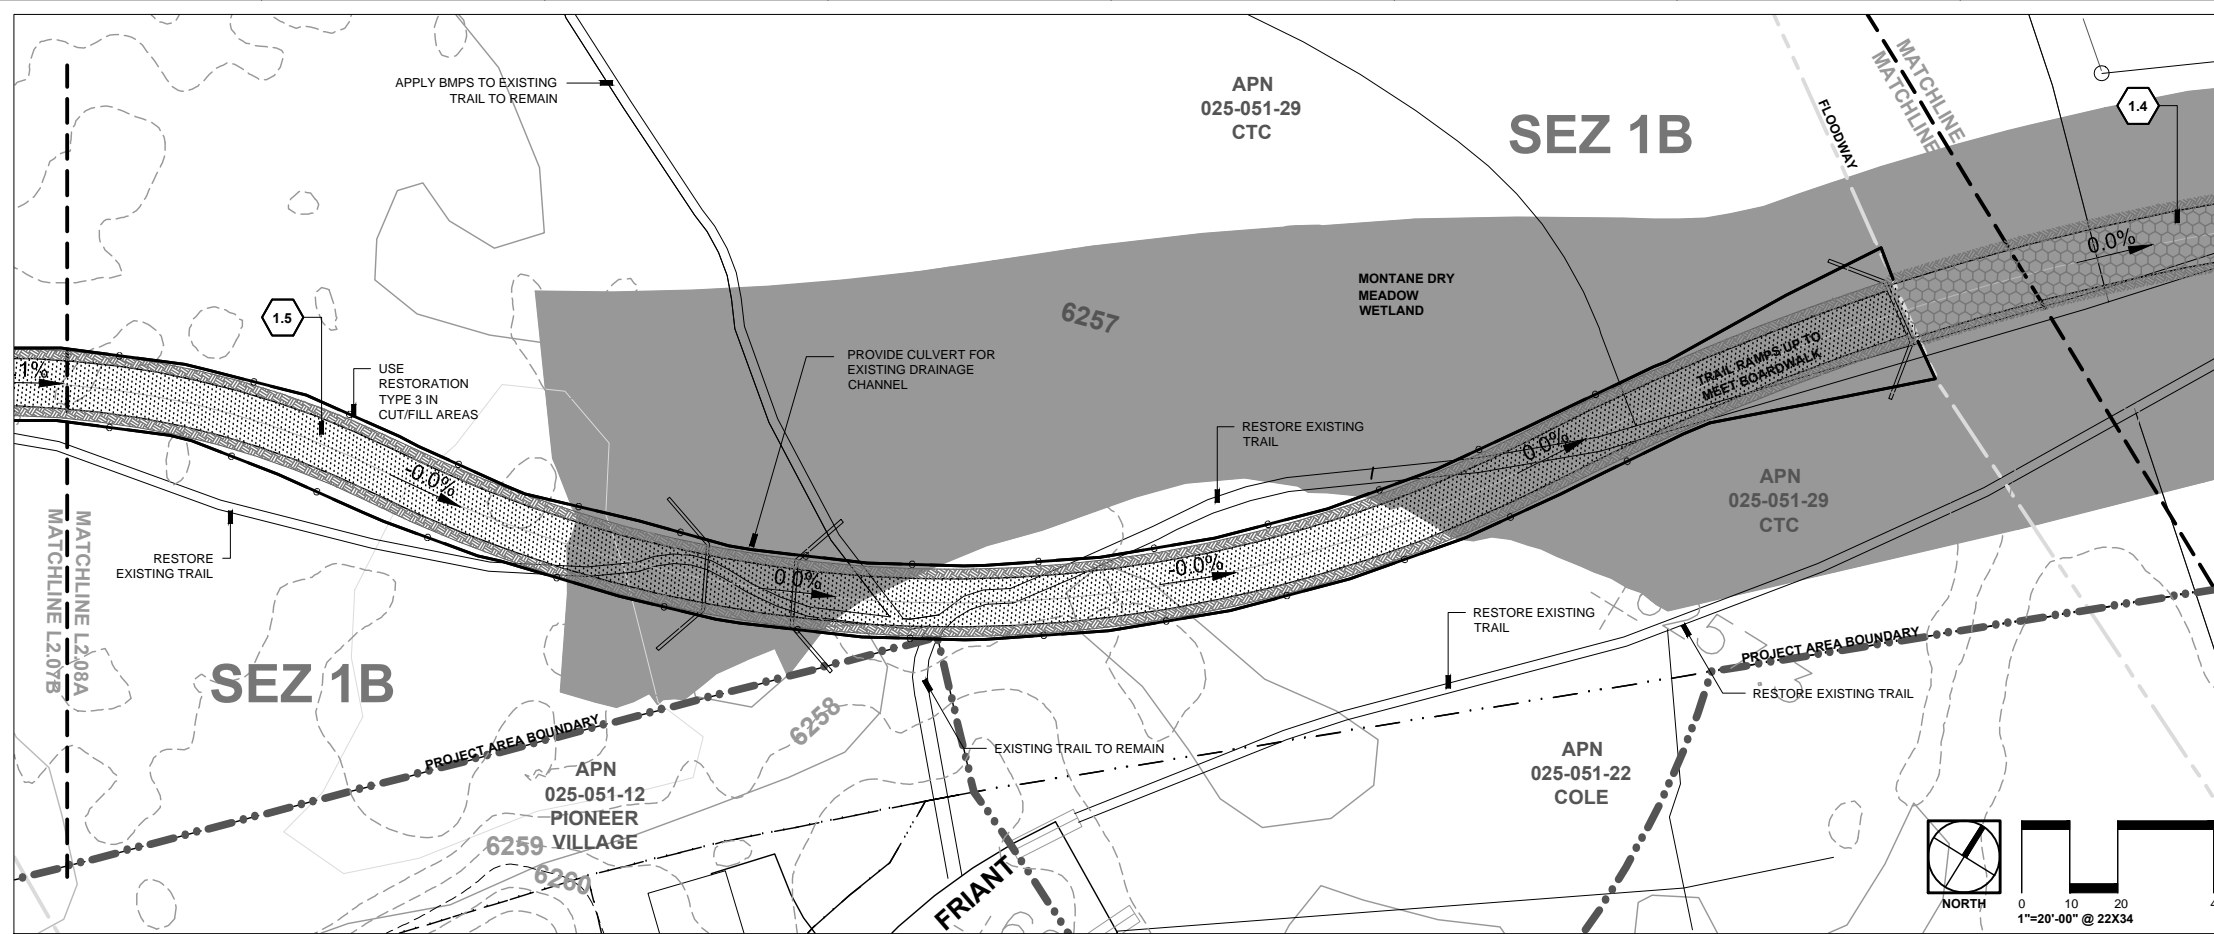 APPLY BMPS TO EXISTING
TRAIL TO REMAIN
APN
025-051-29
CTC
SEZ 1B
FLOODWAY
MATCHLINE
MATCHLINE
1.4
0.0%
MONTANE DRY
MEADOW
WETLAND
6257
1.5
1%
USE
RESTORATION
TYPE 3 IN
CUT/FILL AREAS
PROVIDE CULVERT FOR
EXISTING DRAINAGE
CHANNEL
TRAIL RAMPS UP TO
MEET BOARDWALK
RESTORE EXISTING
TRAIL
0.0%
-0.0%
APN
025-051-29
CTC
MATCHLINE L2.08A
MATCHLINE L2.07B
RESTORE
EXISTING TRAIL
0.0%
-0.0%
RESTORE EXISTING
TRAIL
PROJECT AREA BOUNDARY
RESTORE EXISTING TRAIL
SEZ 1B
6258
PROJECT AREA BOUNDARY
EXISTING TRAIL TO REMAIN
APN
025-051-12
PIONEER
VILLAGE
APN
025-051-22
COLE
6259
6260
FRIANT
NORTH
0 10 20 4
1"=20'-00" @ 22X34